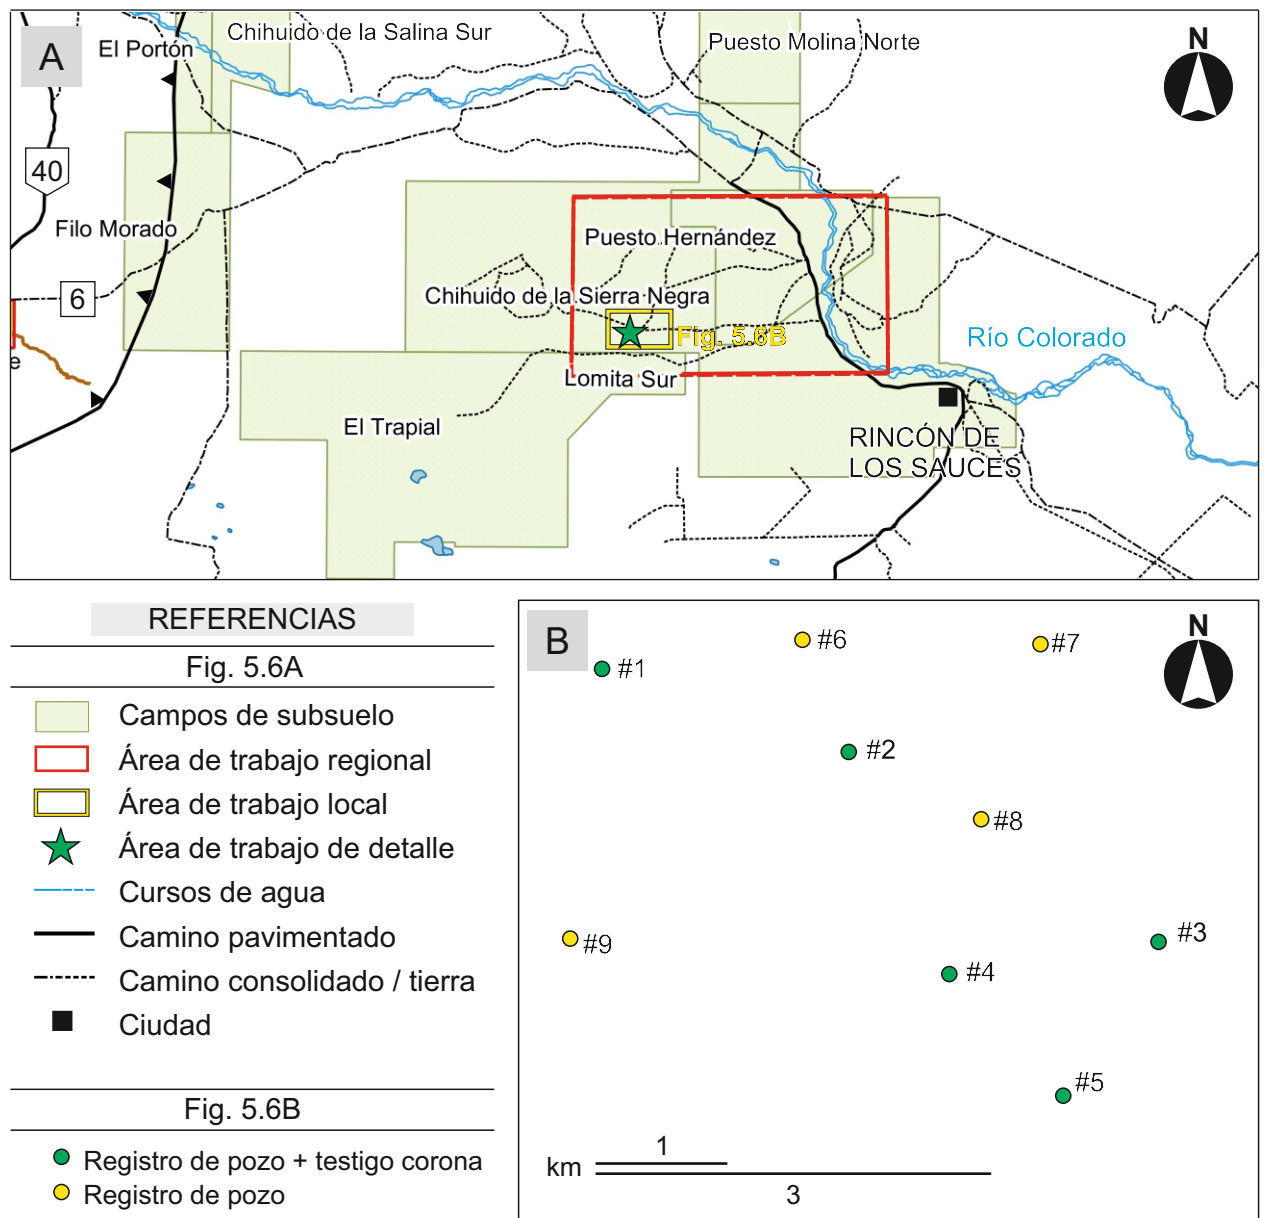 A
El Portón
Chihuido de la Salina Sur
Puesto Molina Norte
N
40
Filo Morado
Puesto Hernández
6
Chihuido de la Sierra Negra
Fig. 5.6B
Río Colorado
e
Lomita Sur
El Trapial
RINCÓN DE
LOS SAUCES
REFERENCIAS
Fig. 5.6A
Campos de subsuelo
Área de trabajo regional
Área de trabajo local
Área de trabajo de detalle
Cursos de agua
Camino pavimentado
Camino consolidado / tierra
Ciudad
Fig. 5.6B
Registro de pozo + testigo corona
Registro de pozo
B
N
#6
#7
#1
#2
#8
#3
#9
#4
#5
1
km
3